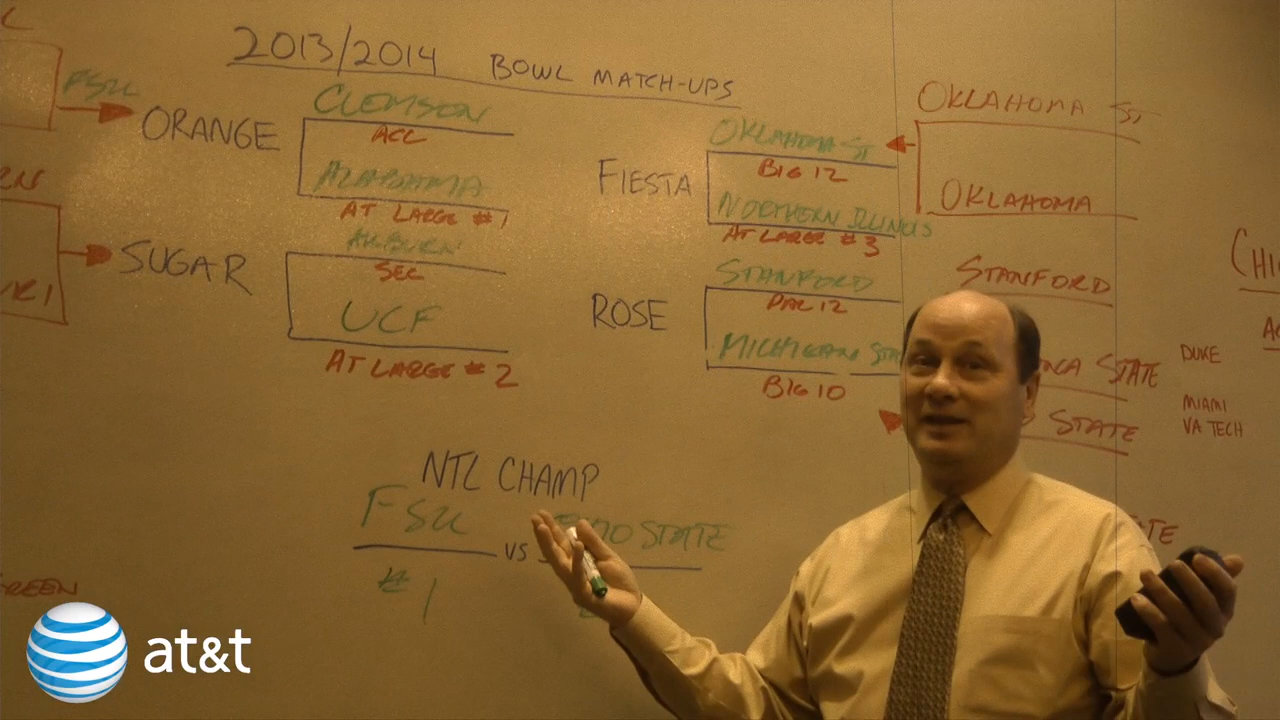 2013/2014 BOWL MATCH-UPS
FSU
ORANGE
CLEMSON
ACC
ALABAMA
AT LARGE #1
SUGAR
AUBURN
SEC
UCF
AT LARGE #2
FIESTA
OKLAHOMA ST
BIG 12
NORTHERN ILLINOIS
AT LARGE #3
ROSE
STANFORD
PAC 12
MICHIGAN STA
BIG 10
OKLAHOMA ST
OKLAHOMA
STANFORD
STATE
STATE
DUKE
MIAMI
VA TECH
NTL CHAMP
FSU VS STATE
#1
at&t